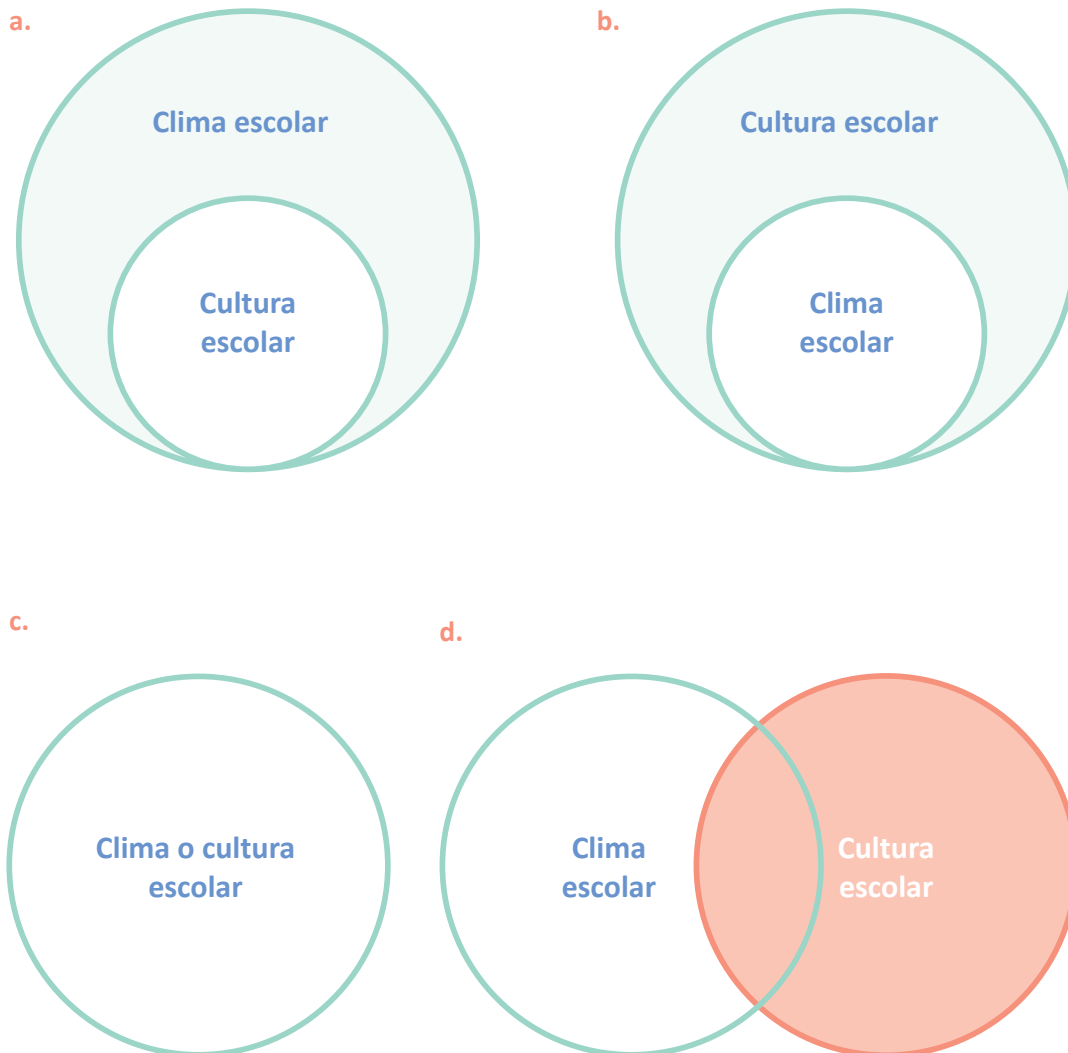 a.
Clima escolar
Cultura
escolar
b.
Cultura escolar
Clima
escolar
c.
Clima o cultura
escolar
d.
Clima
escolar
Cultura
escolar